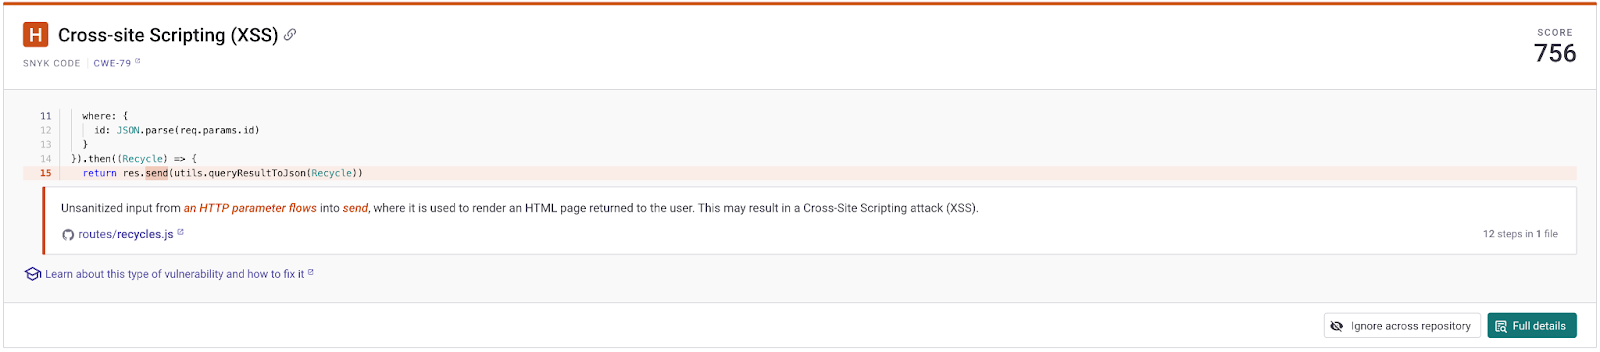 H Cross-site Scripting (XSS)
SCORE
756
SNYK CODE | CWE-79
11 where: {
12 id: JSON.parse(req.params.id)
13 }
14 }).then((Recycle) => {
15 return res.send(utils.queryResultToJson(Recycle))
Unsanitized input from an HTTP parameter flows into send, where it is used to render an HTML page returned to the user. This may result in a Cross-Site Scripting attack (XSS).
routes/recycles.js
12 steps in 1 file
Learn about this type of vulnerability and how to fix it
Ignore across repository
Full details